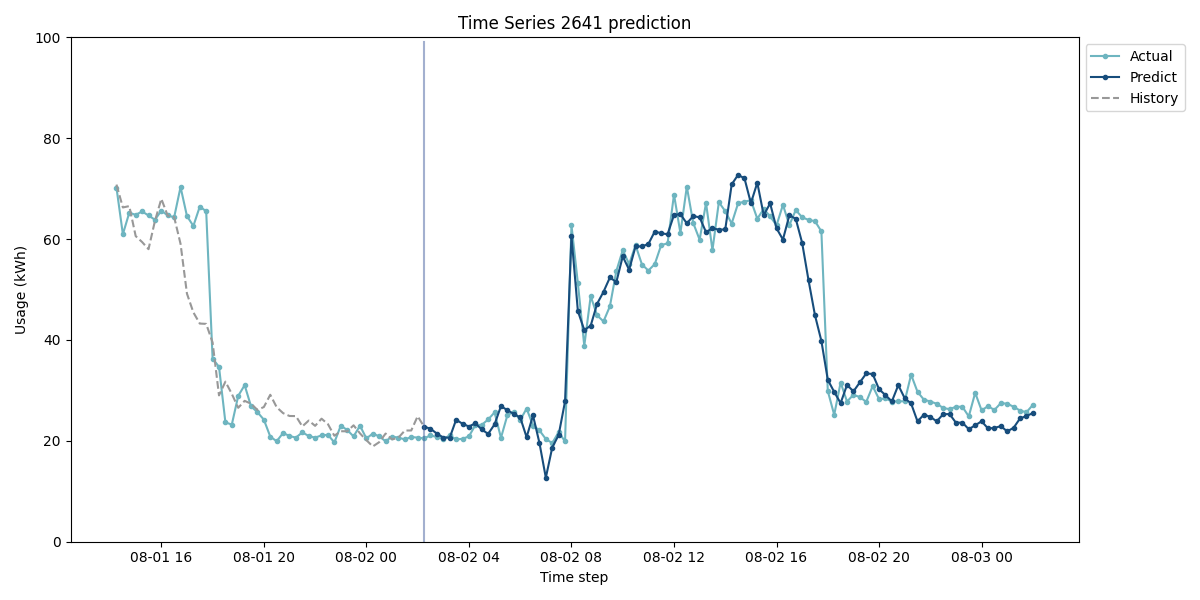 Time Series 2641 prediction
100
80
60
40
20
0
Usage (kWh)
08-01 16
08-01 20
08-02 00
08-02 04
08-02 08
08-02 12
08-02 16
08-02 20
08-03 00
Time step
Actual
Predict
History